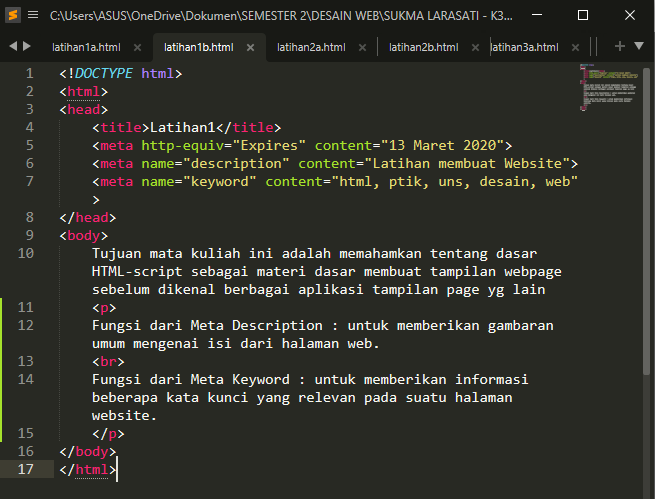 C:\Users\ASUS\OneDrive\Dokumen\SEMESTER 2\DESAIN WEB\SUKMA LARASATI - K3...
latihan1a.html latihan1b.html latihan2a.html latihan2b.html latihan3a.html
1 <!DOCTYPE html>
2 <html>
3 <head>
4 <title>Latihan1</title>
5 <meta http-equiv="Expires" content="13 Maret 2020">
6 <meta name="description" content="Latihan membuat Website">
7 <meta name="keyword" content="html, ptik, uns, desain, web"
>
8 </head>
9 <body>
10 Tujuan mata kuliah ini adalah memahamkan tentang dasar
HTML-script sebagai materi dasar membuat tampilan webpage
sebelum dikenal berbagai aplikasi tampilan page yg lain
11 <p>
12 Fungsi dari Meta Description : untuk memberikan gambaran
umum mengenai isi dari halaman web.
13 <br>
14 Fungsi dari Meta Keyword : untuk memberikan informasi
beberapa kata kunci yang relevan pada suatu halaman
website.
15 </p>
16 </body>
17 </html>